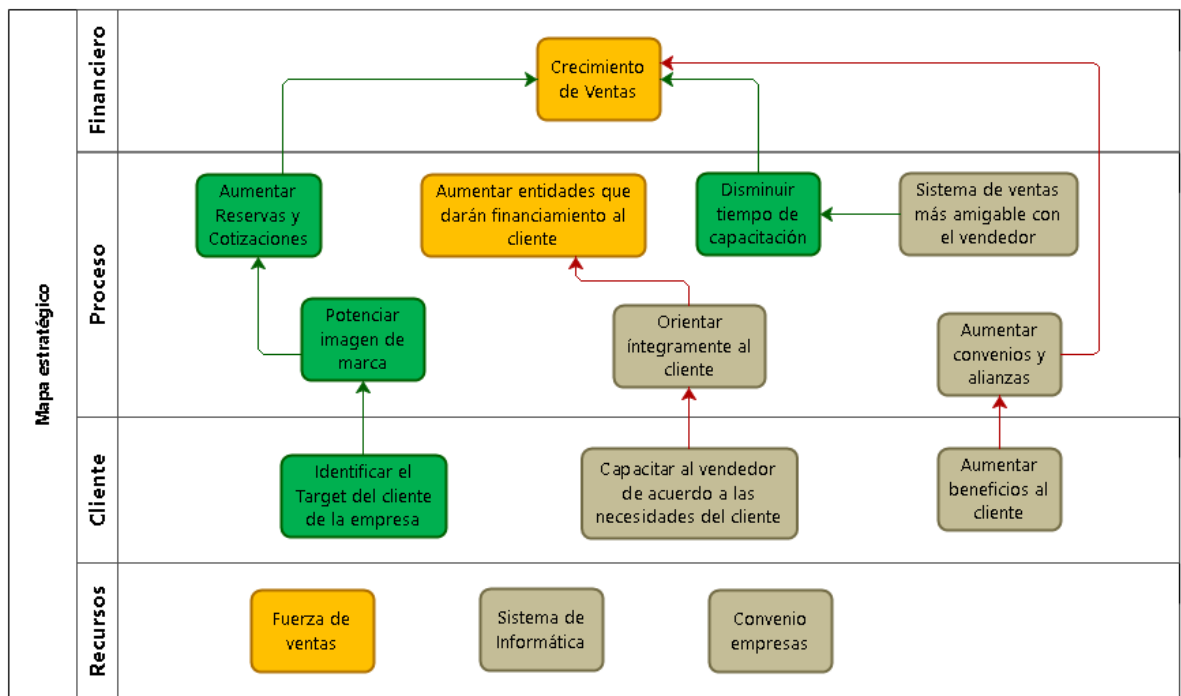 Mapa estratégico
Financiero
Crecimiento
de Ventas
Proceso
Aumentar
Reservas y
Cotizaciones
Aumentar entidades que
darán financiamiento al
cliente
Disminuir
tiempo de
capacitación
Sistema de ventas
más amigable con
el vendedor
Potenciar
imagen de
marca
Orientar
íntegramente al
cliente
Aumentar
convenios y
alianzas
Cliente
Identificar el
Target del cliente
de la empresa
Capacitar al vendedor
de acuerdo a las
necesidades del cliente
Aumentar
beneficios al
cliente
Recursos
Fuerza de
ventas
Sistema de
Informática
Convenio
empresas